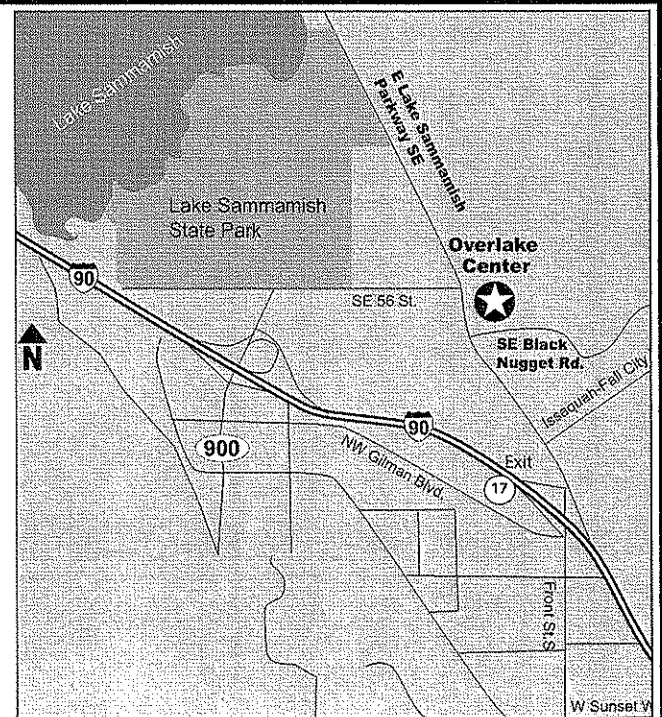 Lake Sammamish
E Lake Sammamish
Parkway SE
Lake Sammamish
State Park
Overlake
Center
90
SE 56 St.
N
SE Black
Nugget Rd.
Issaquah-Fall City
900
90
NW Gilman Blvd.
Exit
17
Front St. S
W Sunset W